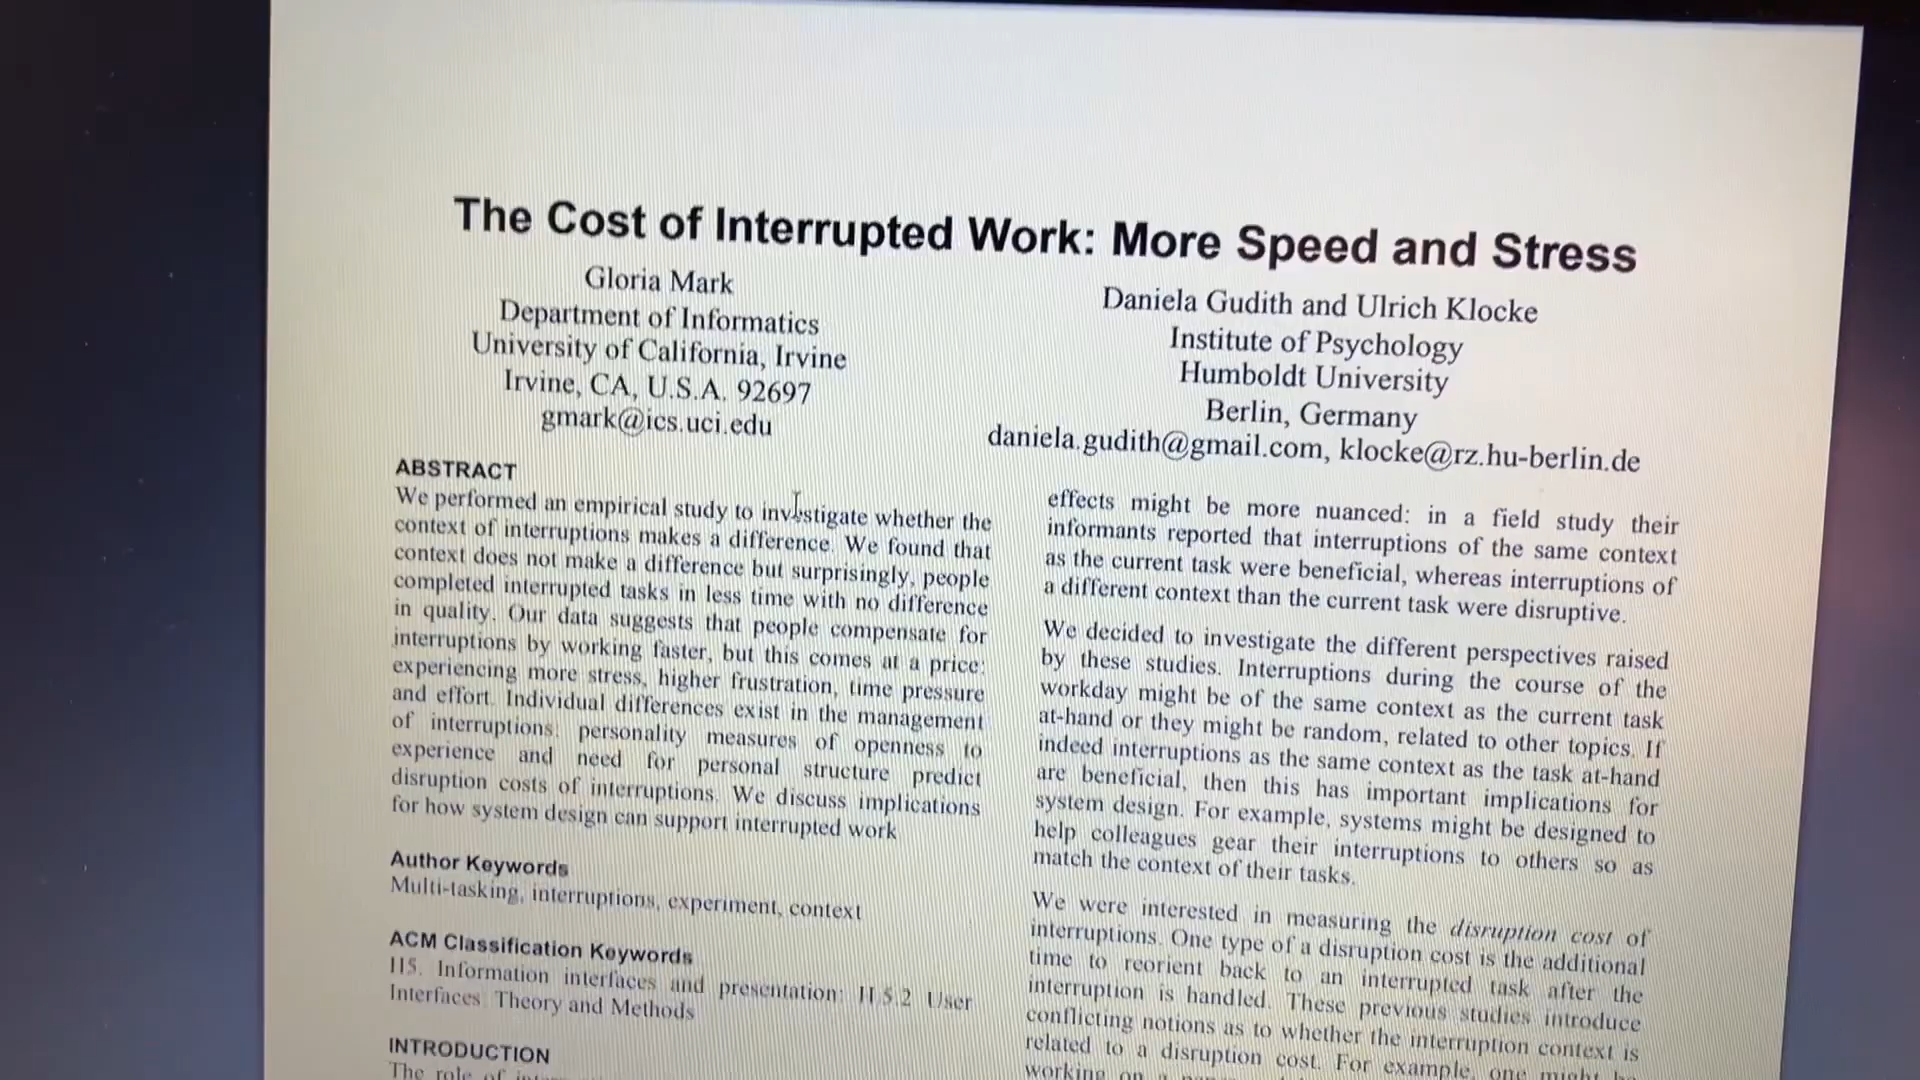 The Cost of Interrupted Work: More Speed and Stress
Gloria Mark
Department of Informatics
University of California, Irvine
Irvine, CA, U.S.A. 92697
gmark@ics.uci.edu
Daniela Gudith and Ulrich Klocke
Institute of Psychology
Humboldt University
Berlin, Germany
daniela.gudith@gmail.com, klocke@rz.hu-berlin.de
ABSTRACT
We performed an empirical study to investigate whether the
context of interruptions makes a difference. We found that
context does not make a difference but surprisingly, people
completed interrupted tasks in less time with no difference
in quality. Our data suggests that people compensate for
interruptions by working faster, but this comes at a price:
experiencing more stress, higher frustration, time pressure
and effort. Individual differences exist in the management
of interruptions: personality measures of openness to
experience and need for personal structure predict
disruption costs of interruptions. We discuss implications
for how system design can support interrupted work
Author Keywords
Multi-tasking, interruptions, experiment, context
ACM Classification Keywords
H5. Information interfaces and presentation: H.5.2 User
Interfaces: Theory and Methods
INTRODUCTION
The role of
effects might be more nuanced: in a field study their
informants reported that interruptions of the same context
as the current task were beneficial, whereas interruptions of
a different context than the current task were disruptive.
We decided to investigate the different perspectives raised
by these studies. Interruptions during the course of the
workday might be of the same context as the current task
at-hand or they might be random, related to other topics. If
indeed interruptions as the same context as the task at-hand
are beneficial, then this has important implications for
system design. For example, systems might be designed to
help colleagues gear their interruptions to others so as
match the context of their tasks.
We were interested in measuring the disruption cost of
interruptions. One type of a disruption cost is the additional
time to reorient back to an interrupted task after the
interruption is handled. These previous studies introduce
conflicting notions as to whether the interruption context is
related to a disruption cost. For example, one might be
working on a